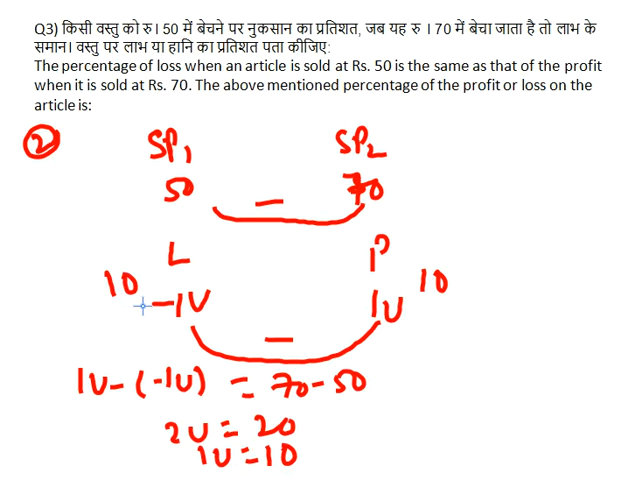 Q3) किसी वस्तु को रु। 50 में बेचने पर नुकसान का प्रतिशत, जब यह रु । 70 में बेचा जाता है तो लाभ के
समान। वस्तु पर लाभ या हानि का प्रतिशत पता कीजिए:
The percentage of loss when an article is sold at Rs. 50 is the same as that of the profit
when it is sold at Rs. 70. The above mentioned percentage of the profit or loss on the
article is:
2 SP1 SP2
50 — 70
L P
10 -1U 1U 10
—
1U-(-1U) = 70-50
2U = 20
1U=10